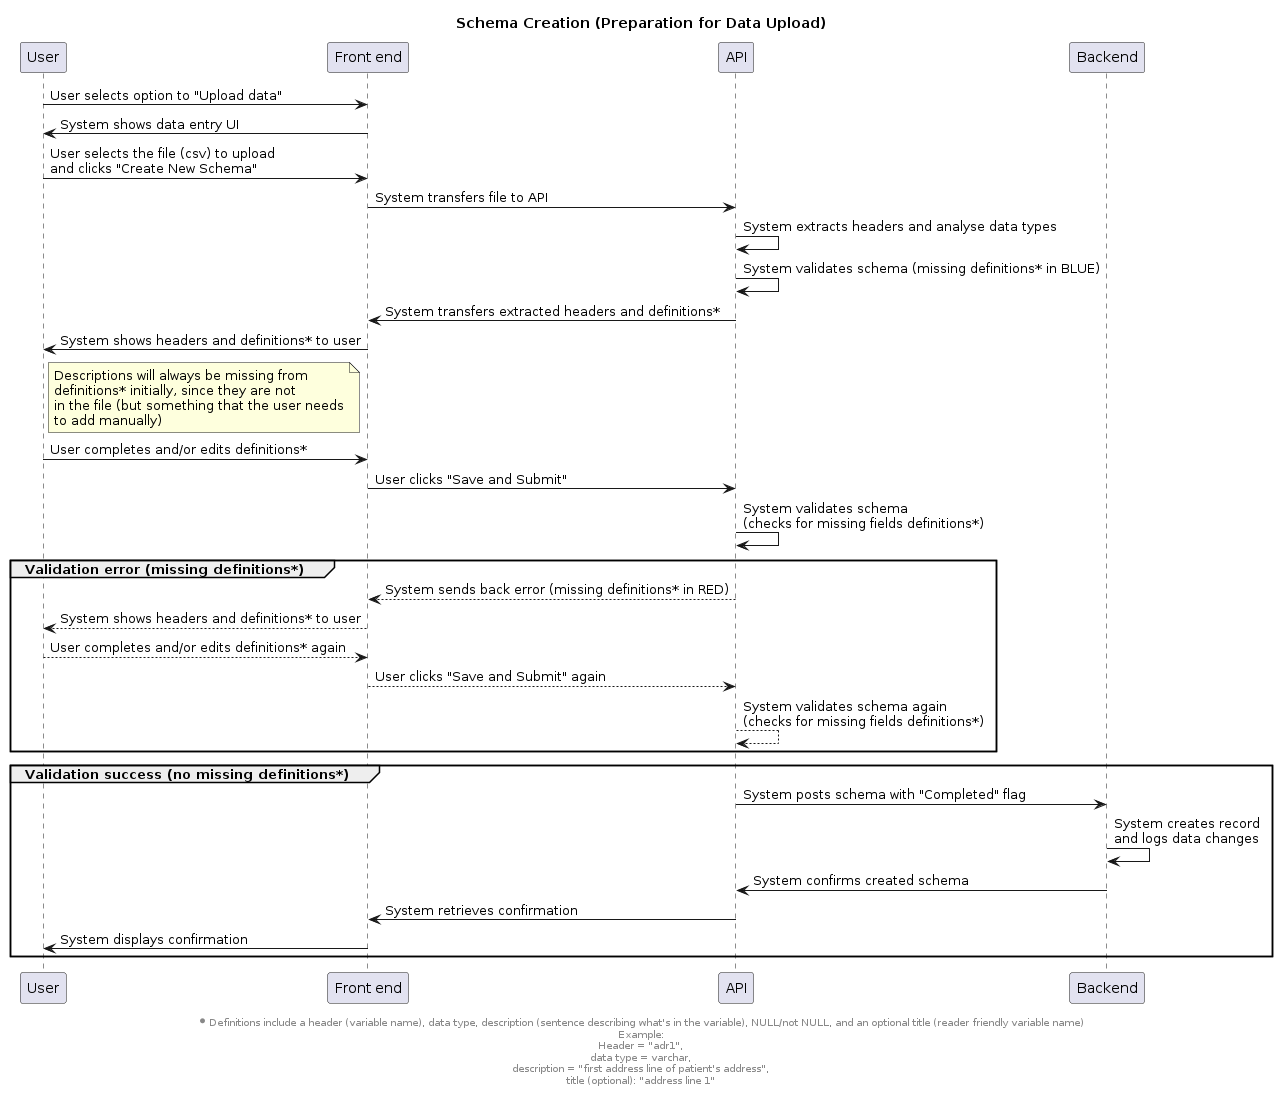 Schema Creation (Preparation for Data Upload)
User
Front end
API
Backend
User selects option to "Upload data"
System shows data entry UI
User selects the file (csv) to upload
and clicks "Create New Schema"
System transfers file to API
System extracts headers and analyse data types
System validates schema (missing definitions* in BLUE)
System transfers extracted headers and definitions*
System shows headers and definitions* to user
Descriptions will always be missing from
definitions* initially, since they are not
in the file (but something that the user needs
to add manually)
User completes and/or edits definitions*
User clicks "Save and Submit"
System validates schema
(checks for missing fields definitions*)
Validation error (missing definitions*)
System sends back error (missing definitions* in RED)
System shows headers and definitions* to user
User completes and/or edits definitions* again
User clicks "Save and Submit" again
System validates schema again
(checks for missing fields definitions*)
Validation success (no missing definitions*)
System posts schema with "Completed" flag
System creates record
and logs data changes
System confirms created schema
System retrieves confirmation
System displays confirmation
User
Front end
API
Backend
* Definitions include a header (variable name), data type, description (sentence describing what's in the variable), NULL/not NULL, and an optional title (reader friendly variable name)
Example:
Header = "adr1",
data type = varchar,
description = "first address line of patient's address",
title (optional): "address line 1"